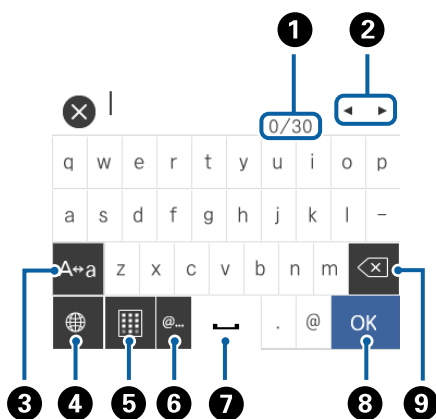 1 2
0/30 ◄ ►
q w e r t y u i o p
a s d f g h j k l -
A↔a z x c v b n m
@... . @ OK
3 4 5 6 7 8 9